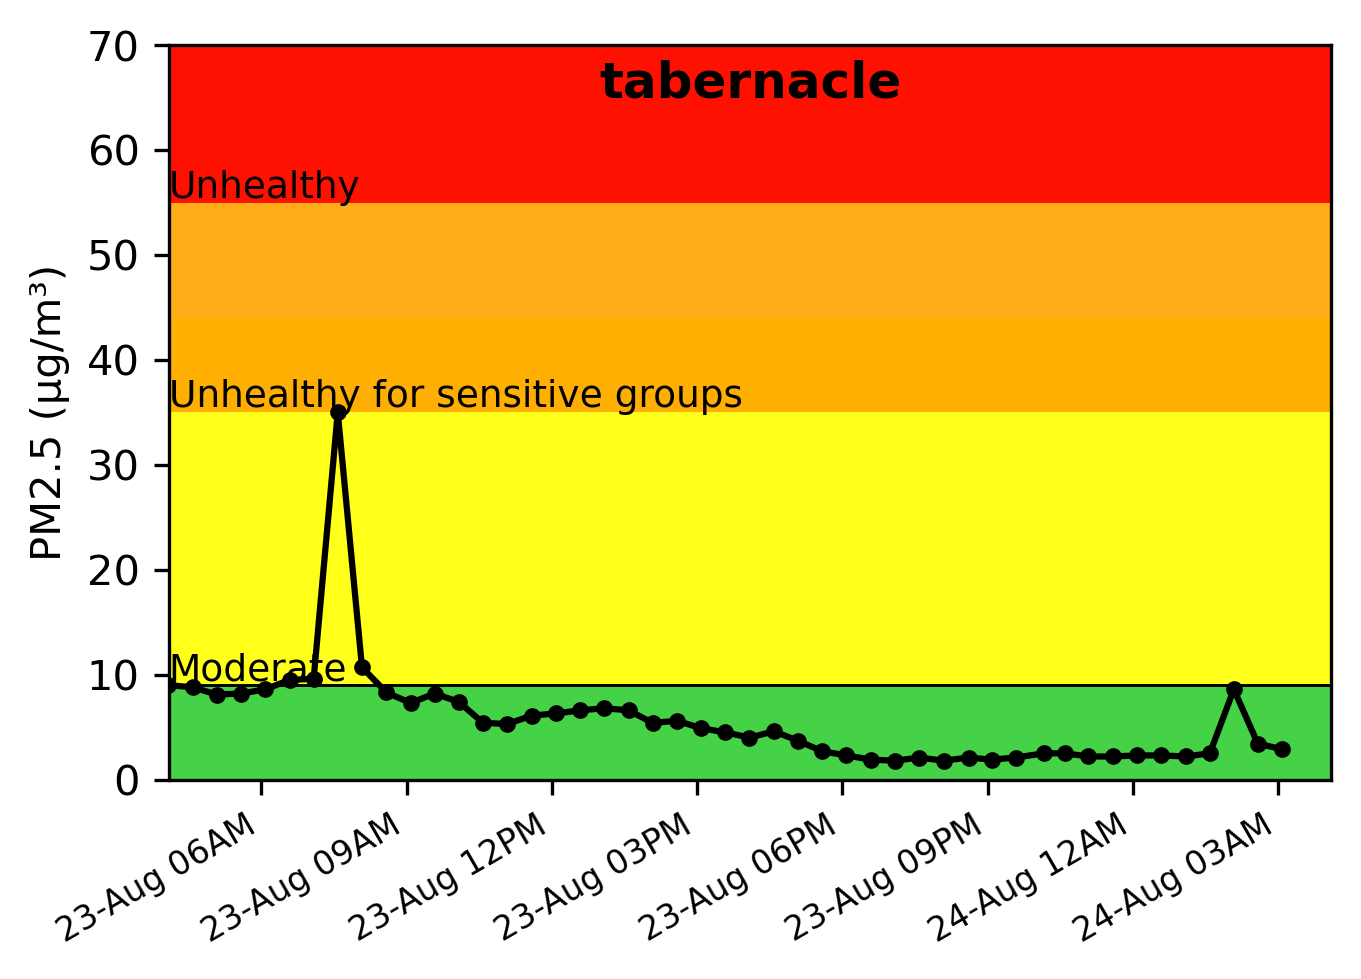 tabernacle
PM2.5 (µg/m³)
70
60
50
40
30
20
10
0
Unhealthy
Unhealthy for sensitive groups
Moderate
23-Aug 06AM
23-Aug 09AM
23-Aug 12PM
23-Aug 03PM
23-Aug 06PM
23-Aug 09PM
24-Aug 12AM
24-Aug 03AM